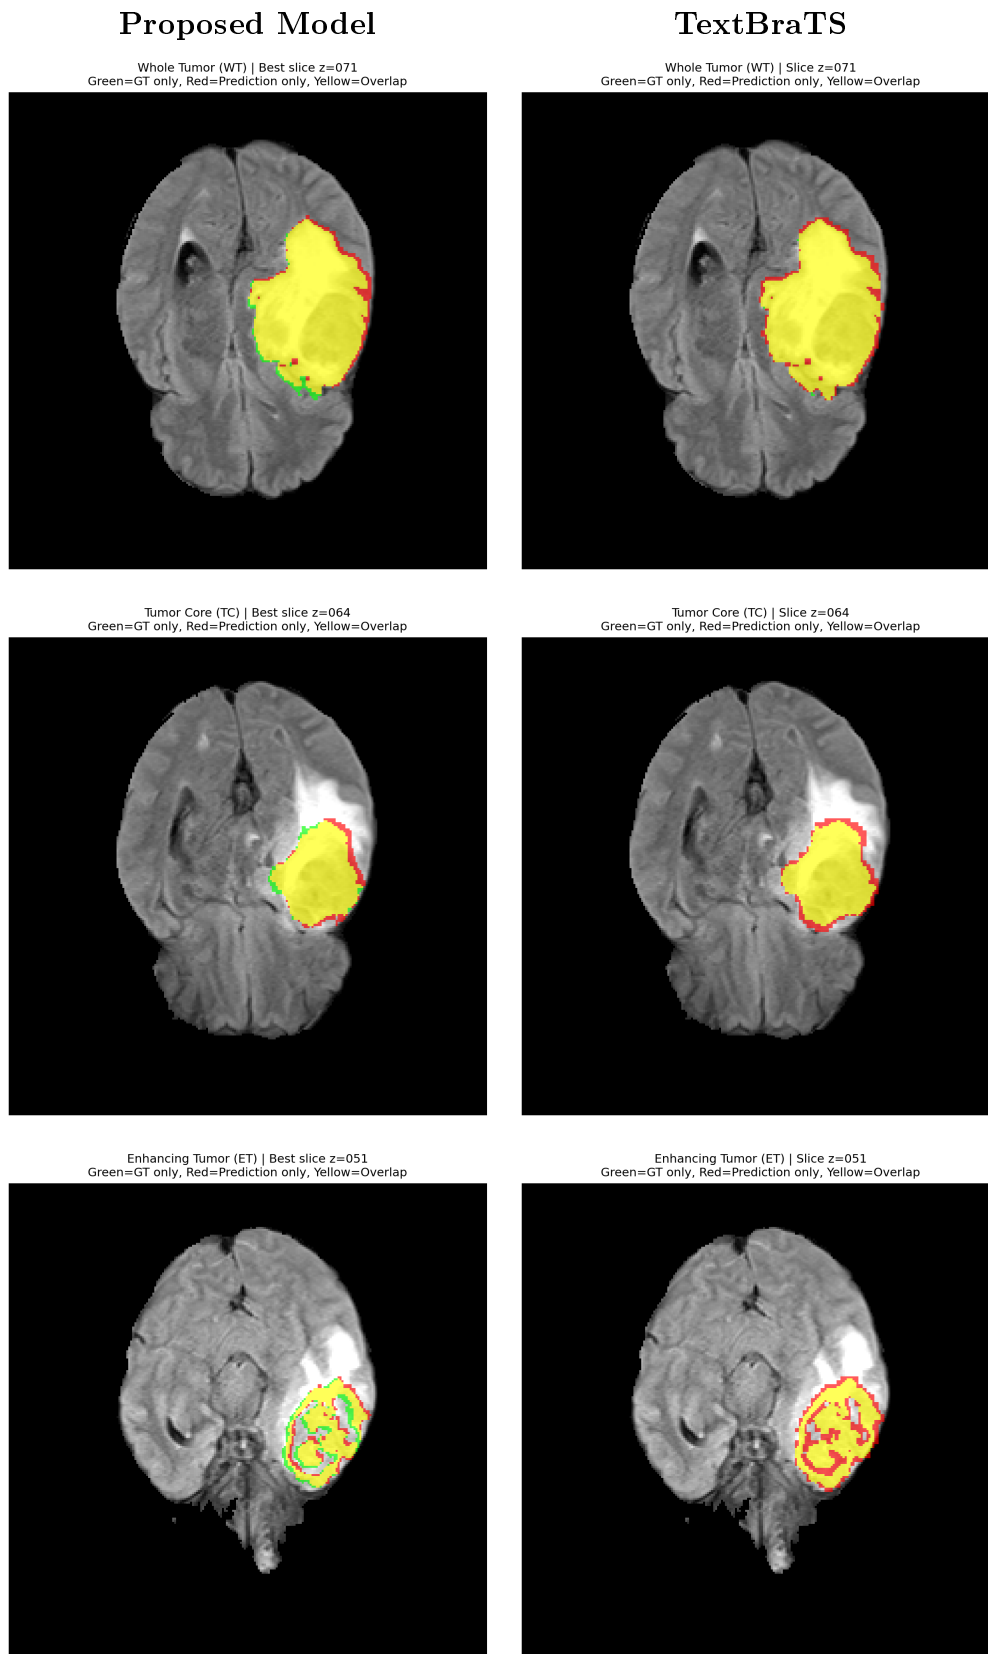 Proposed Model
TextBraTS
Whole Tumor (WT) | Best slice z=071
Green=GT only, Red=Prediction only, Yellow=Overlap
Whole Tumor (WT) | Slice z=071
Green=GT only, Red=Prediction only, Yellow=Overlap
Tumor Core (TC) | Best slice z=064
Green=GT only, Red=Prediction only, Yellow=Overlap
Tumor Core (TC) | Slice z=064
Green=GT only, Red=Prediction only, Yellow=Overlap
Enhancing Tumor (ET) | Best slice z=051
Green=GT only, Red=Prediction only, Yellow=Overlap
Enhancing Tumor (ET) | Slice z=051
Green=GT only, Red=Prediction only, Yellow=Overlap